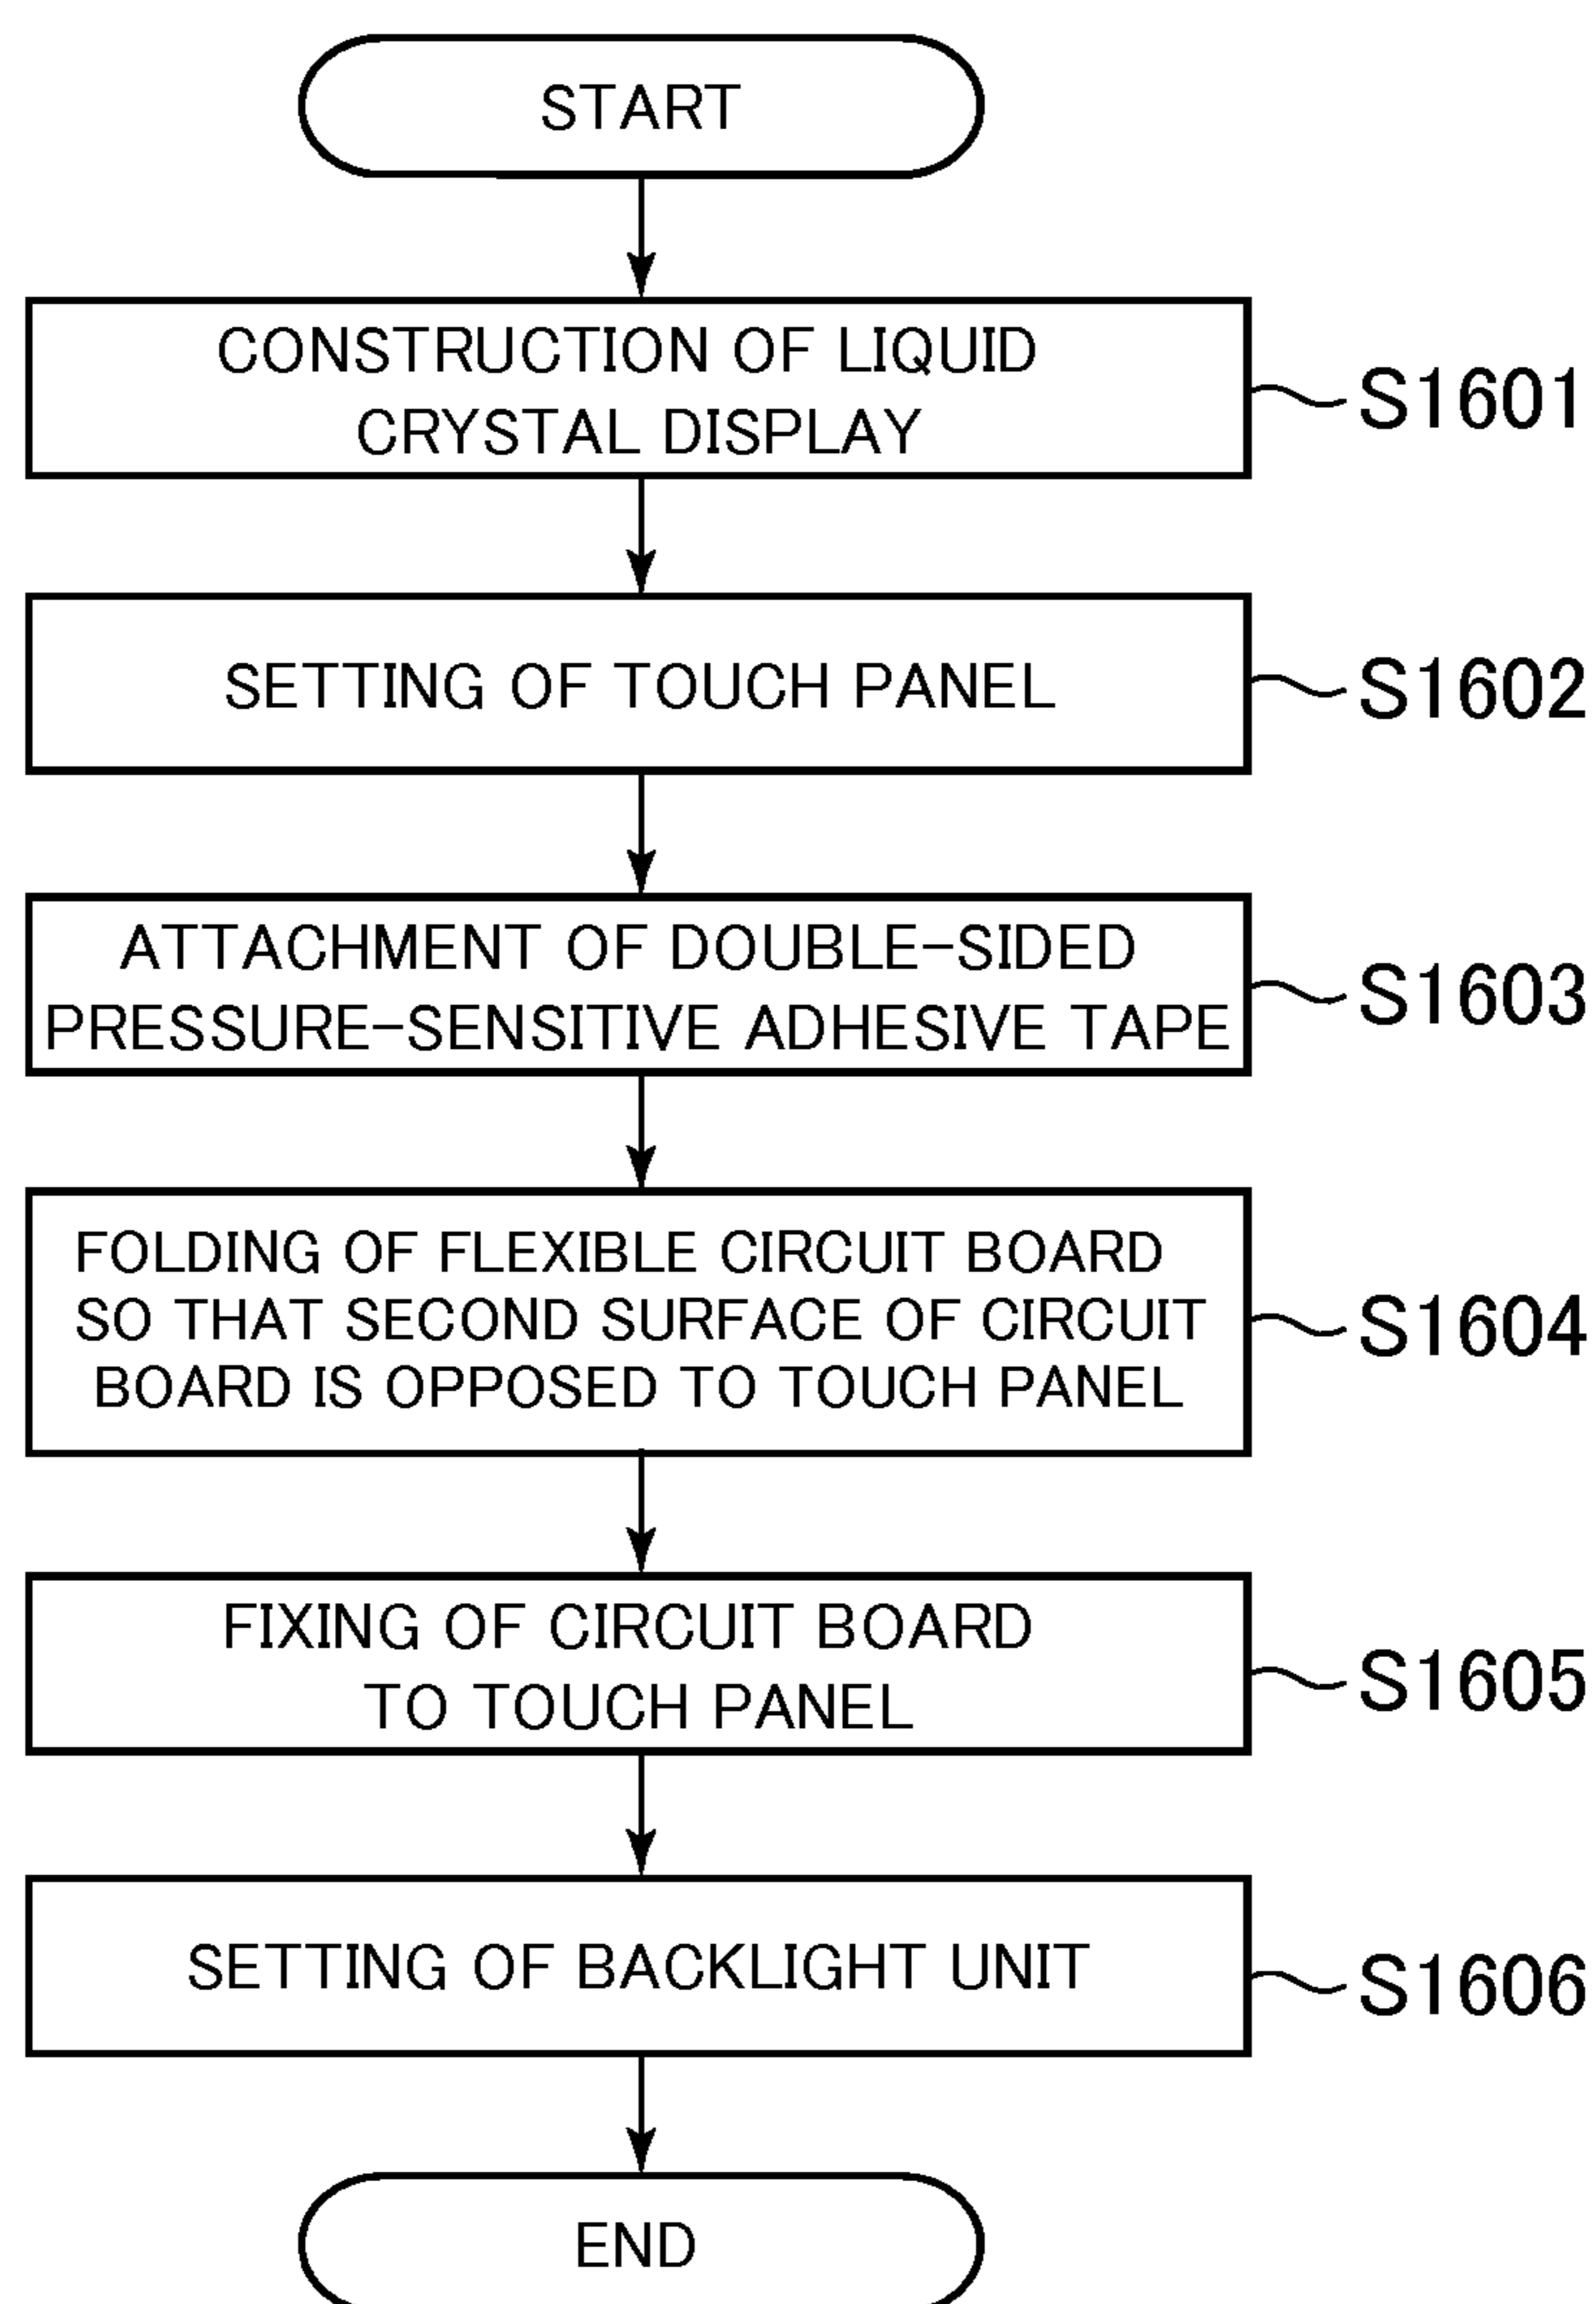 START
CONSTRUCTION OF LIQUID
CRYSTAL DISPLAY
S1601
SETTING OF TOUCH PANEL
S1602
ATTACHMENT OF DOUBLE-SIDED
PRESSURE-SENSITIVE ADHESIVE TAPE
S1603
FOLDING OF FLEXIBLE CIRCUIT BOARD
SO THAT SECOND SURFACE OF CIRCUIT
BOARD IS OPPOSED TO TOUCH PANEL
S1604
FIXING OF CIRCUIT BOARD
TO TOUCH PANEL
S1605
SETTING OF BACKLIGHT UNIT
S1606
END